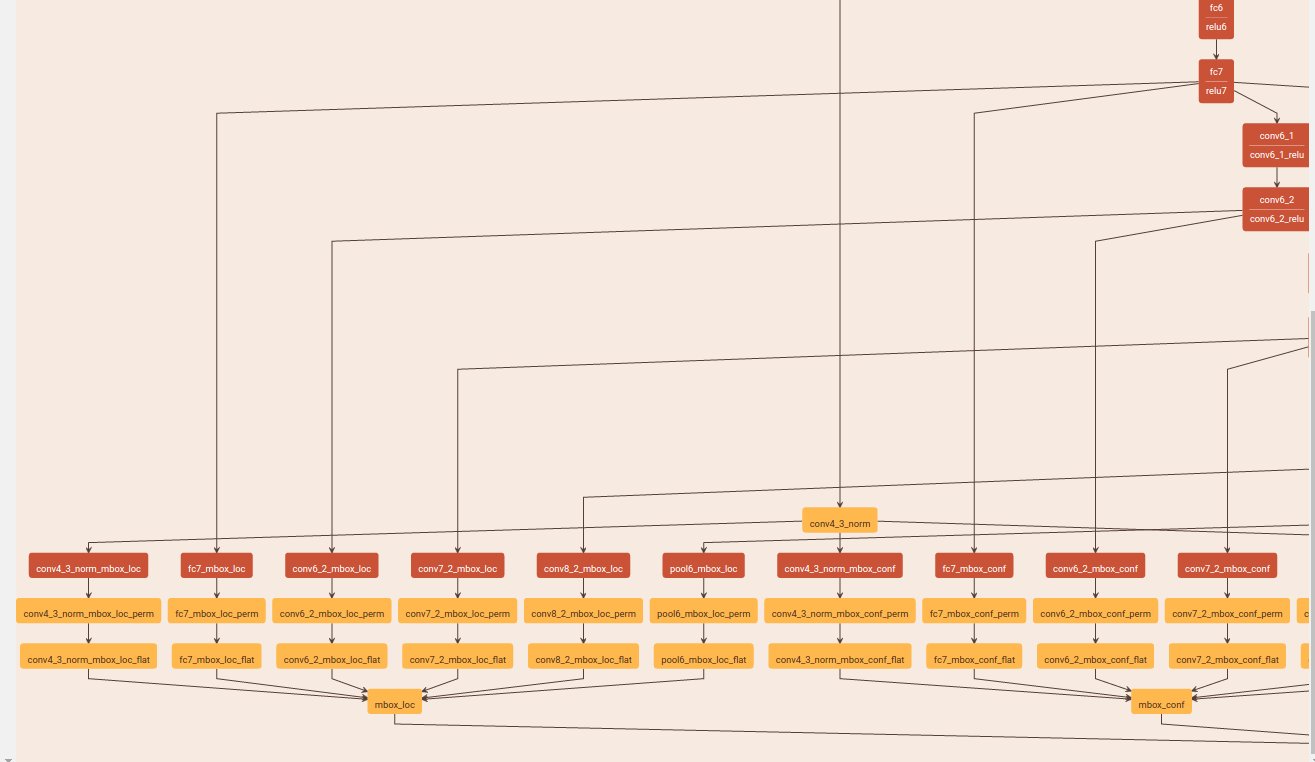 fc6
relu6
fc7
relu7
conv6_1
conv6_1_relu
conv6_2
conv6_2_relu
conv4_3_norm
conv4_3_norm_mbox_loc
fc7_mbox_loc
conv6_2_mbox_loc
conv7_2_mbox_loc
conv8_2_mbox_loc
pool6_mbox_loc
conv4_3_norm_mbox_conf
fc7_mbox_conf
conv6_2_mbox_conf
conv7_2_mbox_conf
conv4_3_norm_mbox_loc_perm
fc7_mbox_loc_perm
conv6_2_mbox_loc_perm
conv7_2_mbox_loc_perm
conv8_2_mbox_loc_perm
pool6_mbox_loc_perm
conv4_3_norm_mbox_conf_perm
fc7_mbox_conf_perm
conv6_2_mbox_conf_perm
conv7_2_mbox_conf_perm
conv4_3_norm_mbox_loc_flat
fc7_mbox_loc_flat
conv6_2_mbox_loc_flat
conv7_2_mbox_loc_flat
conv8_2_mbox_loc_flat
pool6_mbox_loc_flat
conv4_3_norm_mbox_conf_flat
fc7_mbox_conf_flat
conv6_2_mbox_conf_flat
conv7_2_mbox_conf_flat
mbox_loc
mbox_conf